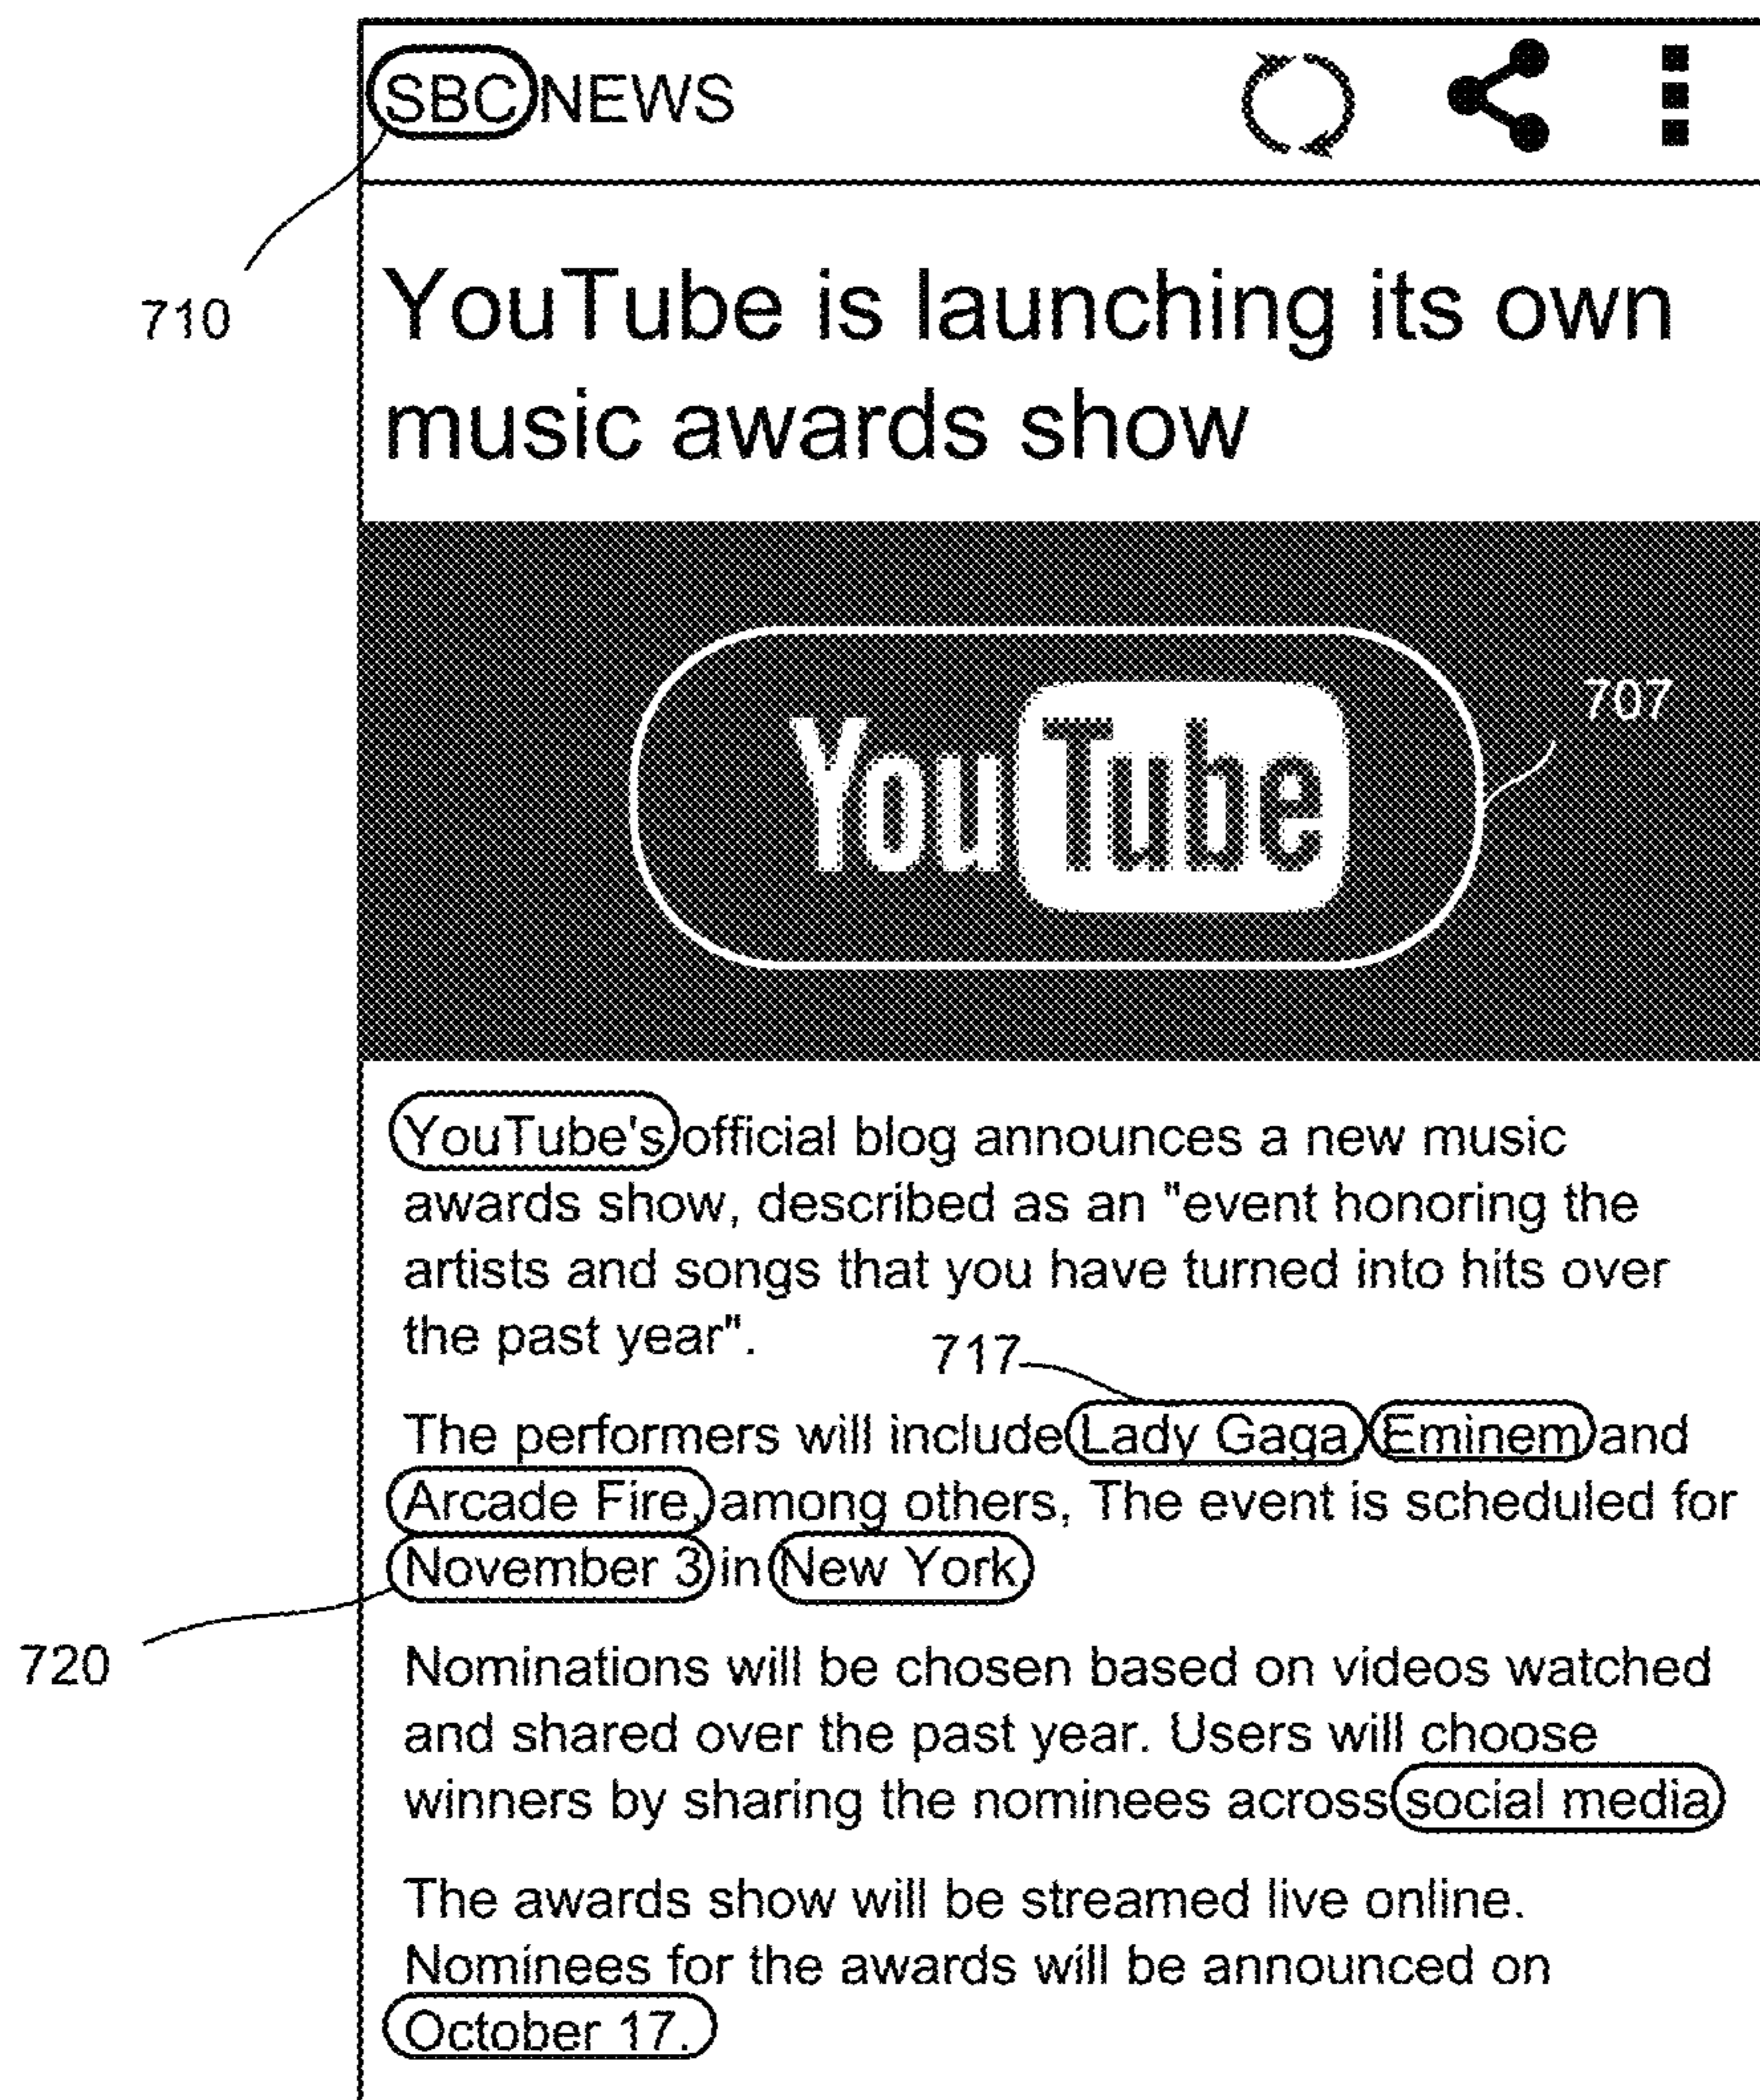 SBC NEWS
710
YouTube is launching its own
music awards show
707
YouTube
YouTube's official blog announces a new music
awards show, described as an "event honoring the
artists and songs that you have turned into hits over
the past year".
717
The performers will include Lady Gaga, Eminem and
Arcade Fire, among others, The event is scheduled for
November 3 in New York.
720
Nominations will be chosen based on videos watched
and shared over the past year. Users will choose
winners by sharing the nominees across social media
The awards show will be streamed live online.
Nominees for the awards will be announced on
October 17.